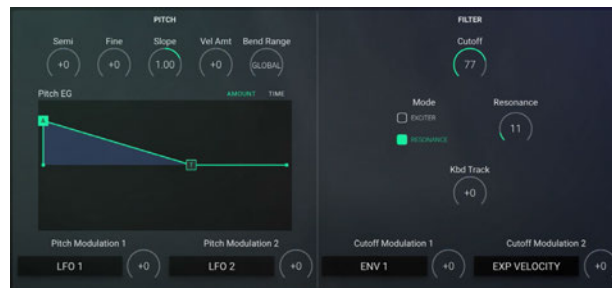 PITCH
Semi Fine Slope Vel Amt Bend Range
+0 +0 1.00 +0 GLOBAL
Pitch EG AMOUNT TIME
Pitch Modulation 1 Pitch Modulation 2
LFO 1 +0 LFO 2 +0
FILTER
Cutoff
77
Mode Resonance
EXCITER
11
RESONANCE
Kbd Track
+0
Cutoff Modulation 1 Cutoff Modulation 2
ENV 1 +0 EXP VELOCITY +0